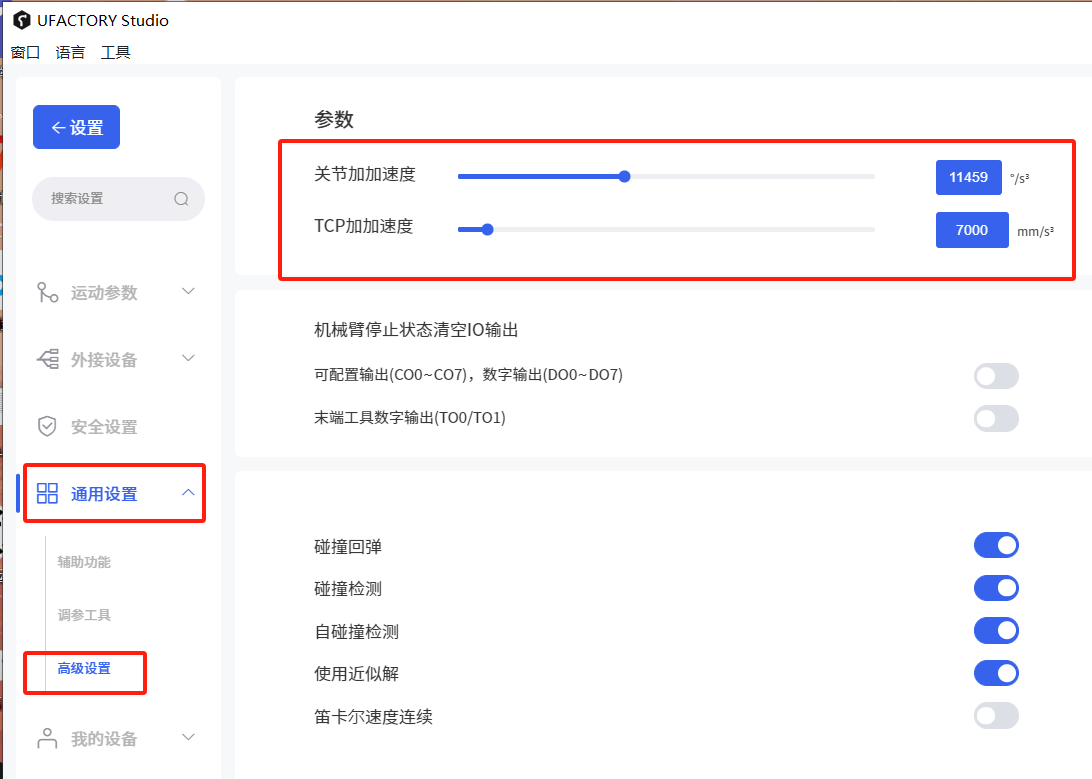 UFACTORY Studio
窗口 语言 工具
设置
搜索设置
运动参数
外接设备
安全设置
通用设置
辅助功能
调参工具
高级设置
我的设备
参数
关节加加速度 11459 °/s³
TCP加加速度 7000 mm/s³
机械臂停止状态清空IO输出
可配置输出(CO0~CO7)，数字输出(DO0~DO7)
末端工具数字输出(TO0/TO1)
碰撞回弹
碰撞检测
自碰撞检测
使用近似解
笛卡尔速度连续